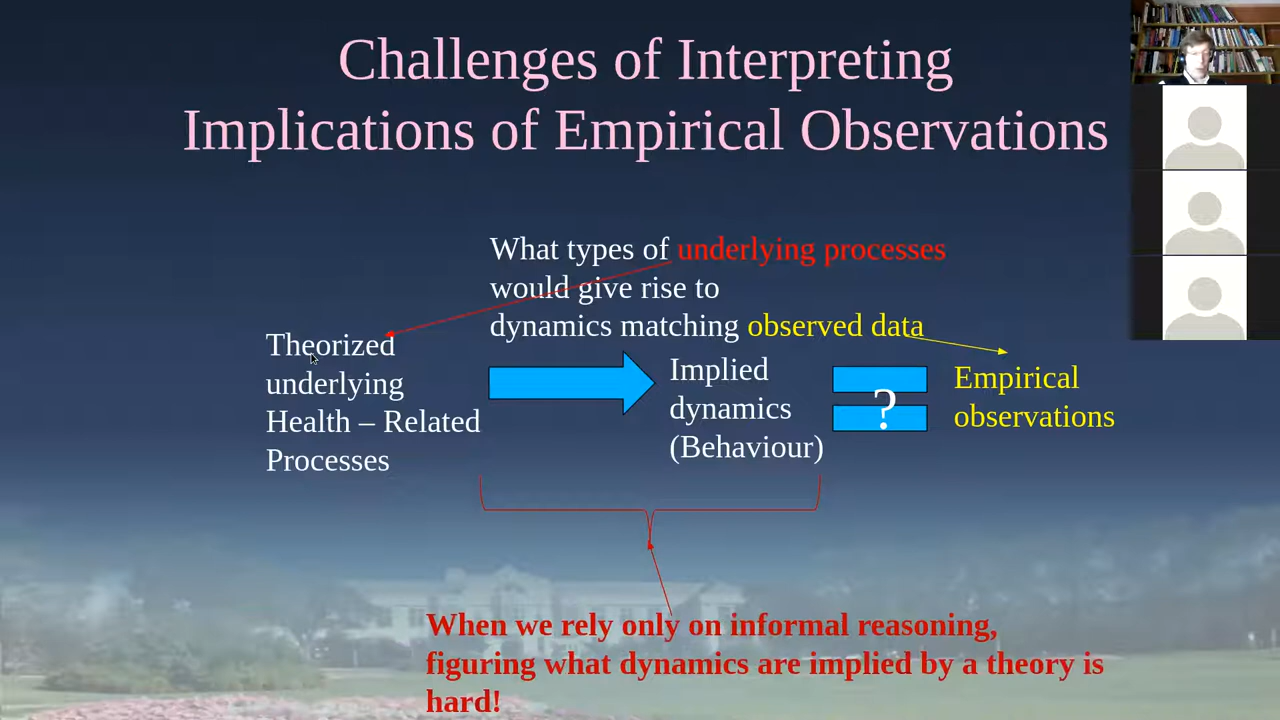 Challenges of Interpreting
Implications of Empirical Observations
What types of underlying processes
would give rise to
dynamics matching observed data
Theorized
underlying
Health – Related
Processes
Implied
dynamics
(Behaviour)
?
Empirical
observations
When we rely only on informal reasoning,
figuring what dynamics are implied by a theory is
hard!